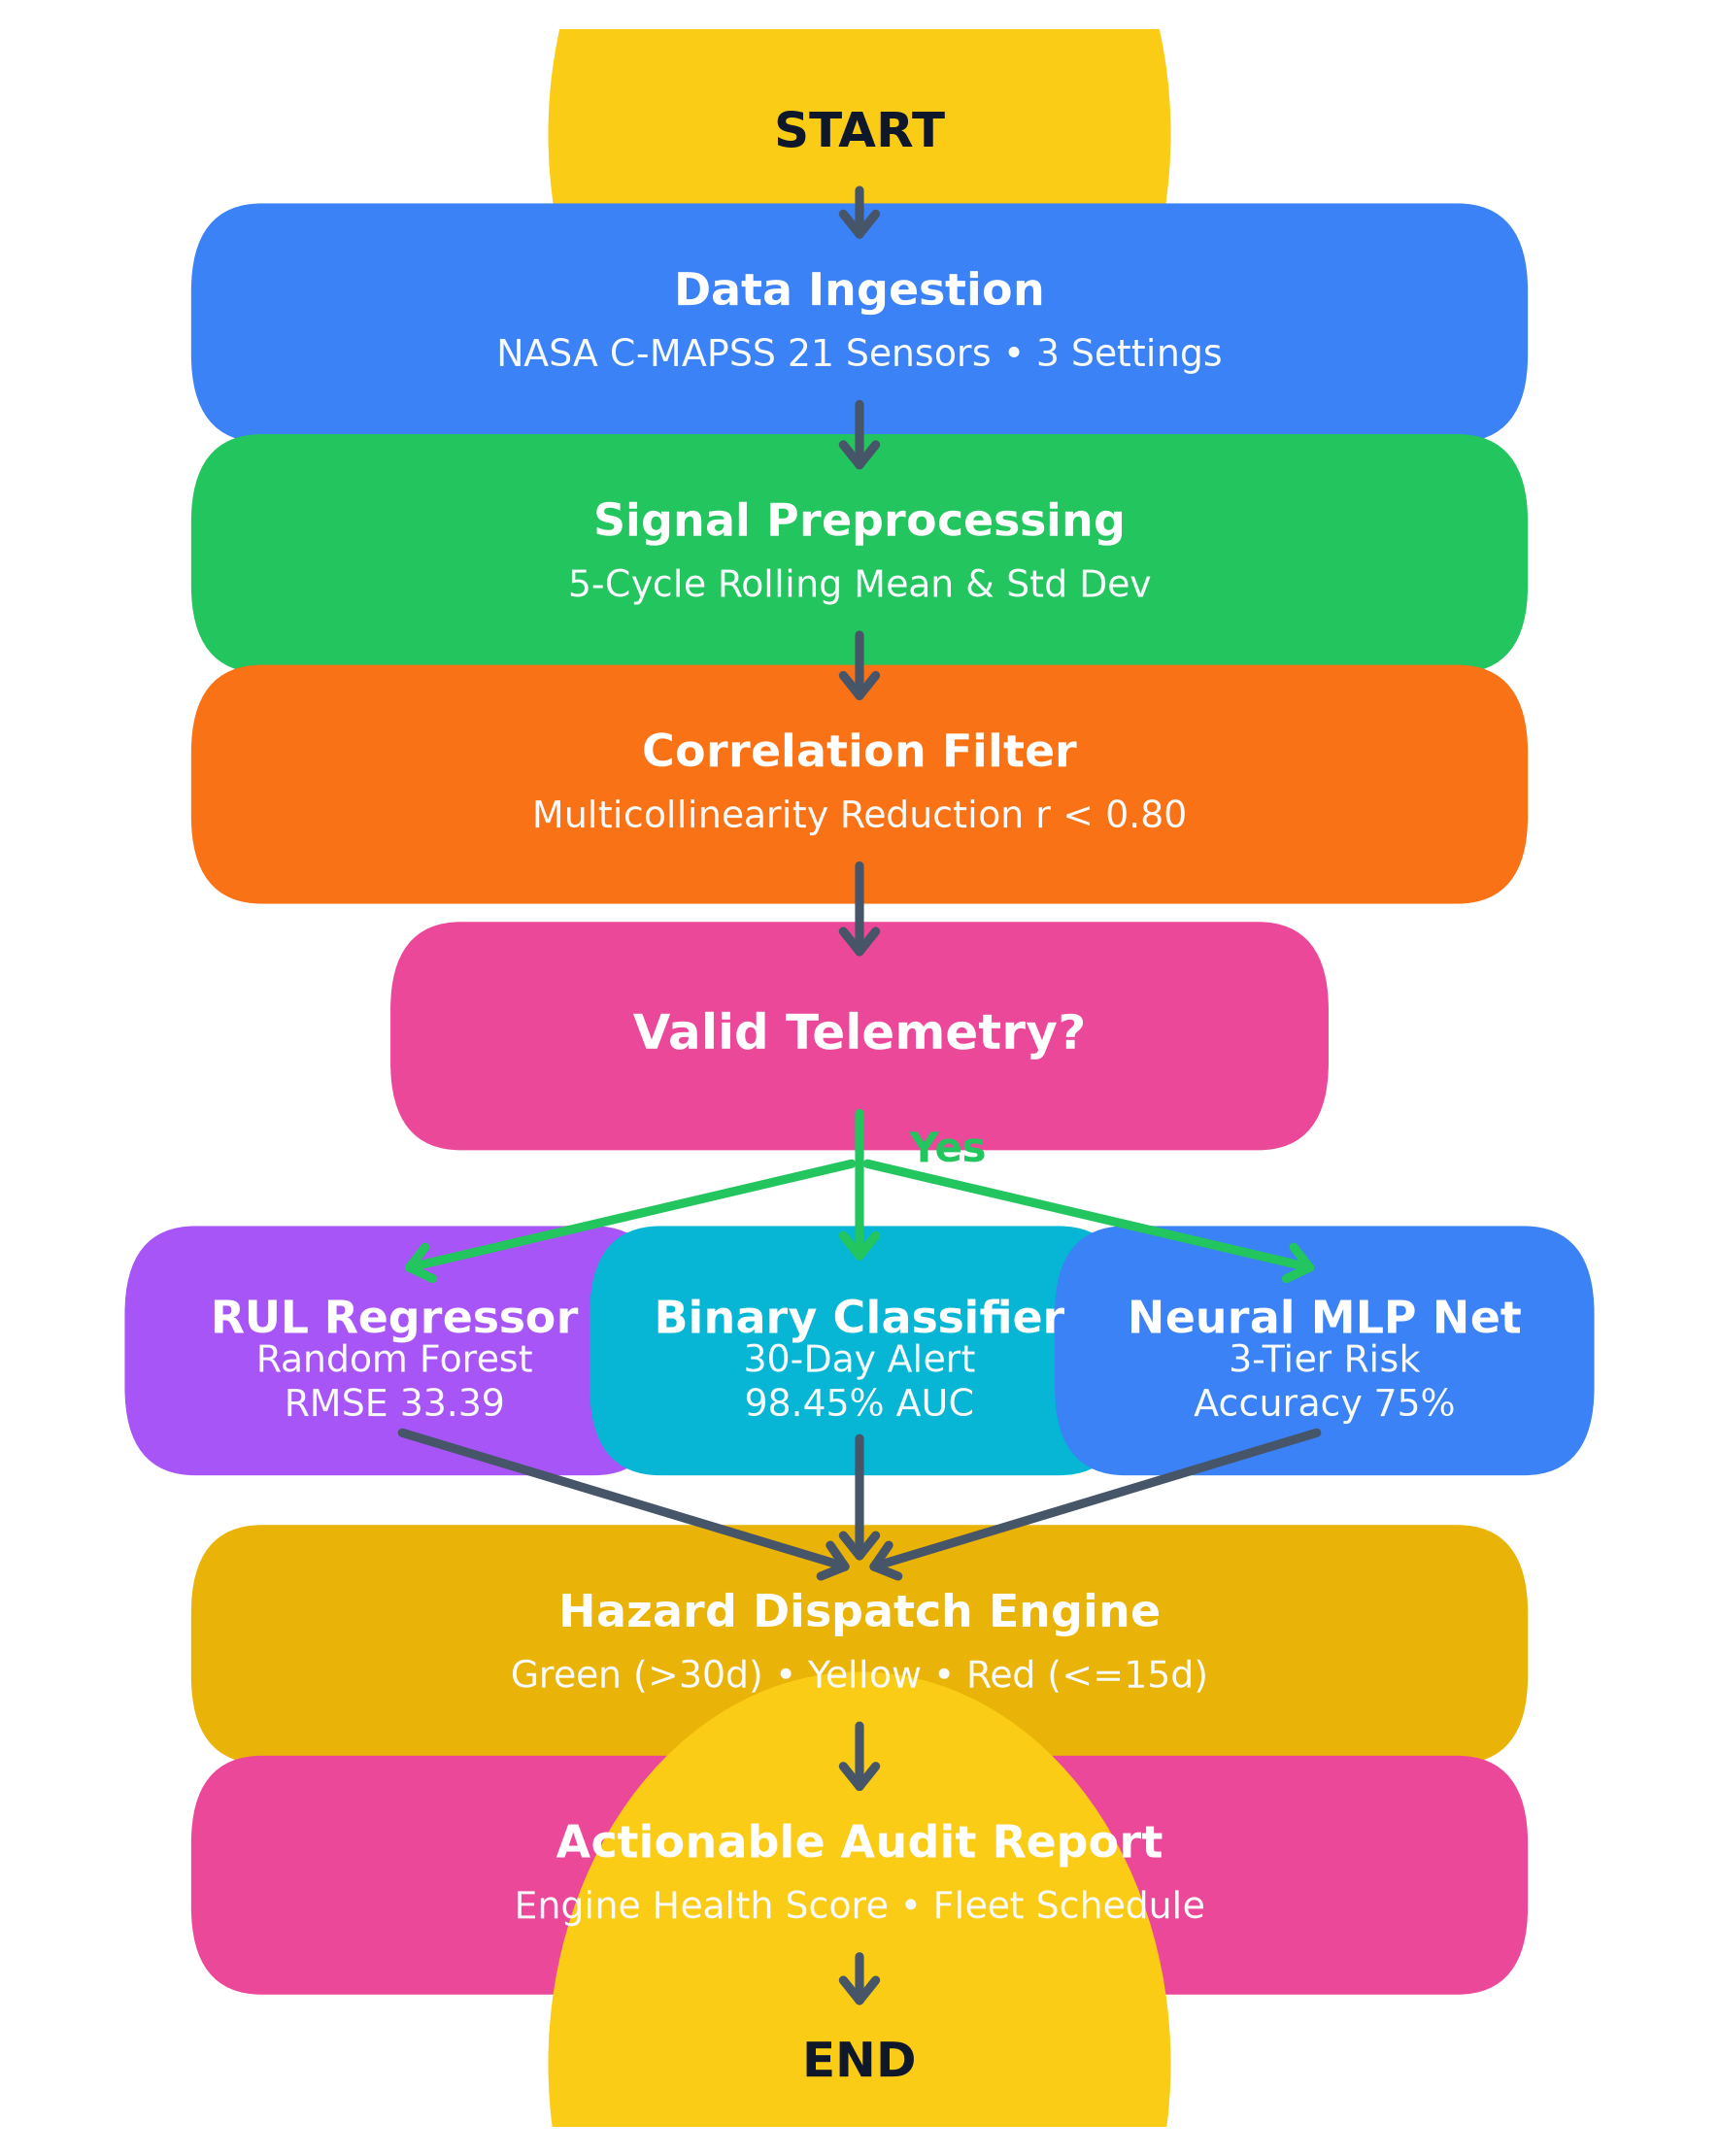 START
Data Ingestion
NASA C-MAPSS 21 Sensors • 3 Settings
Signal Preprocessing
5-Cycle Rolling Mean & Std Dev
Correlation Filter
Multicollinearity Reduction r < 0.80
Valid Telemetry?
Yes
RUL Regressor
Random Forest
RMSE 33.39
Binary Classifier
30-Day Alert
98.45% AUC
Neural MLP Net
3-Tier Risk
Accuracy 75%
Hazard Dispatch Engine
Green (>30d) • Yellow • Red (<=15d)
Actionable Audit Report
Engine Health Score • Fleet Schedule
END